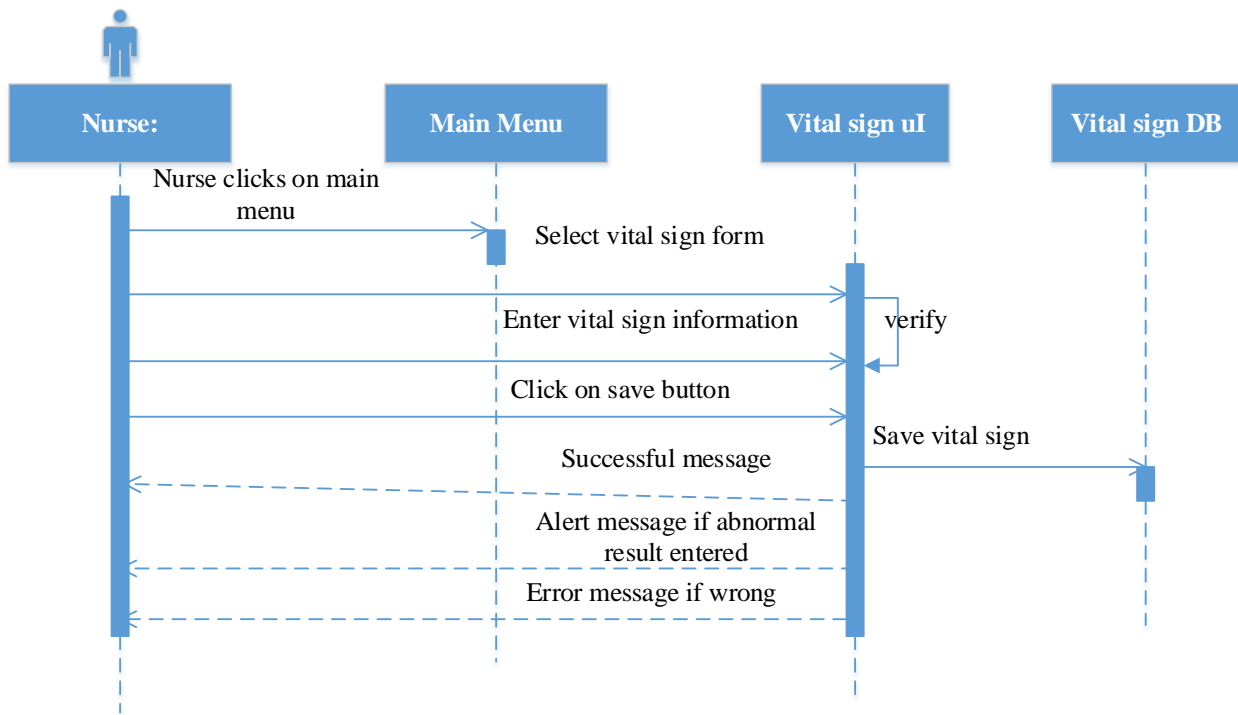 Nurse:
Main Menu
Vital sign uI
Vital sign DB
Nurse clicks on main
menu
Select vital sign form
Enter vital sign information
verify
Click on save button
Save vital sign
Successful message
Alert message if abnormal
result entered
Error message if wrong